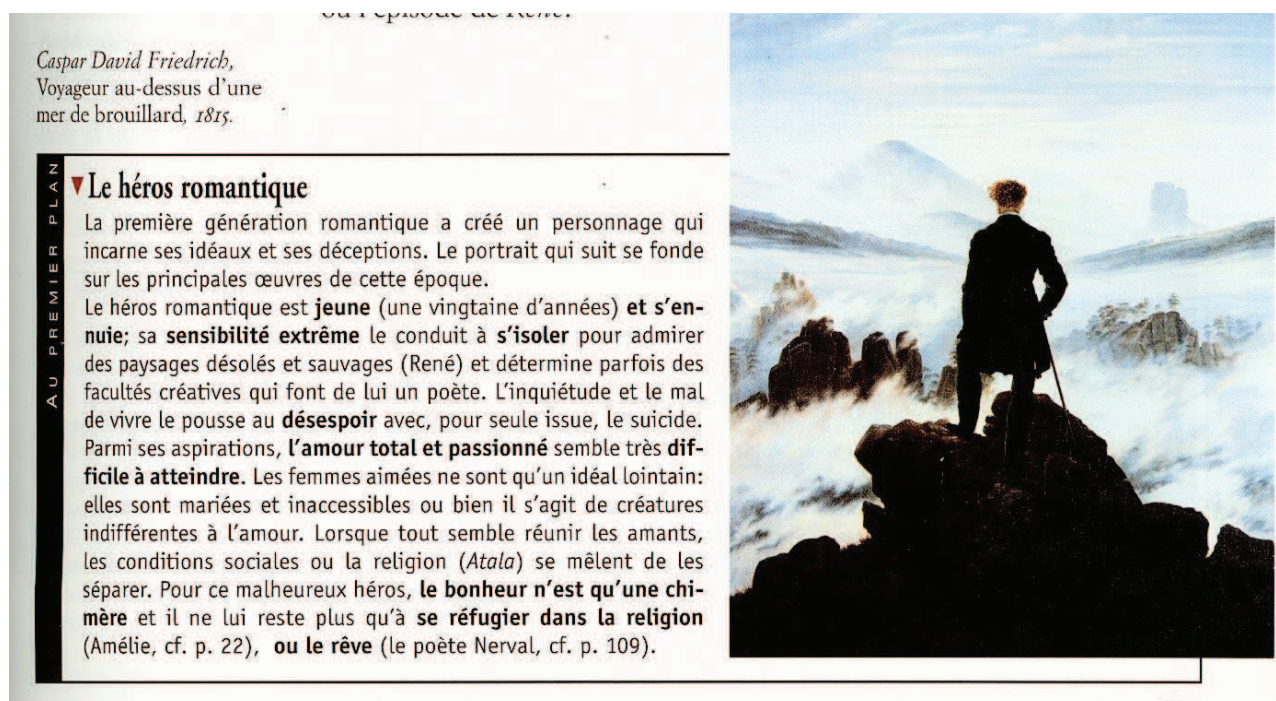 ou l'épisode de René?
Caspar David Friedrich,
Voyageur au-dessus d'une
mer de brouillard, 1815.
AU PREMIER PLAN
Le héros romantique
La première génération romantique a créé un personnage qui
incarne ses idéaux et ses déceptions. Le portrait qui suit se fonde
sur les principales œuvres de cette époque.
Le héros romantique est jeune (une vingtaine d'années) et s'en-
nuie; sa sensibilité extrême le conduit à s'isoler pour admirer
des paysages désolés et sauvages (René) et détermine parfois des
facultés créatives qui font de lui un poète. L'inquiétude et le mal
de vivre le pousse au désespoir avec, pour seule issue, le suicide.
Parmi ses aspirations, l'amour total et passionné semble très dif-
ficile à atteindre. Les femmes aimées ne sont qu'un idéal lointain:
elles sont mariées et inaccessibles ou bien il s'agit de créatures
indifférentes à l'amour. Lorsque tout semble réunir les amants,
les conditions sociales ou la religion (Atala) se mêlent de les
séparer. Pour ce malheureux héros, le bonheur n'est qu'une chi-
mère et il ne lui reste plus qu'à se réfugier dans la religion
(Amélie, cf. p. 22), ou le rêve (le poète Nerval, cf. p. 109).